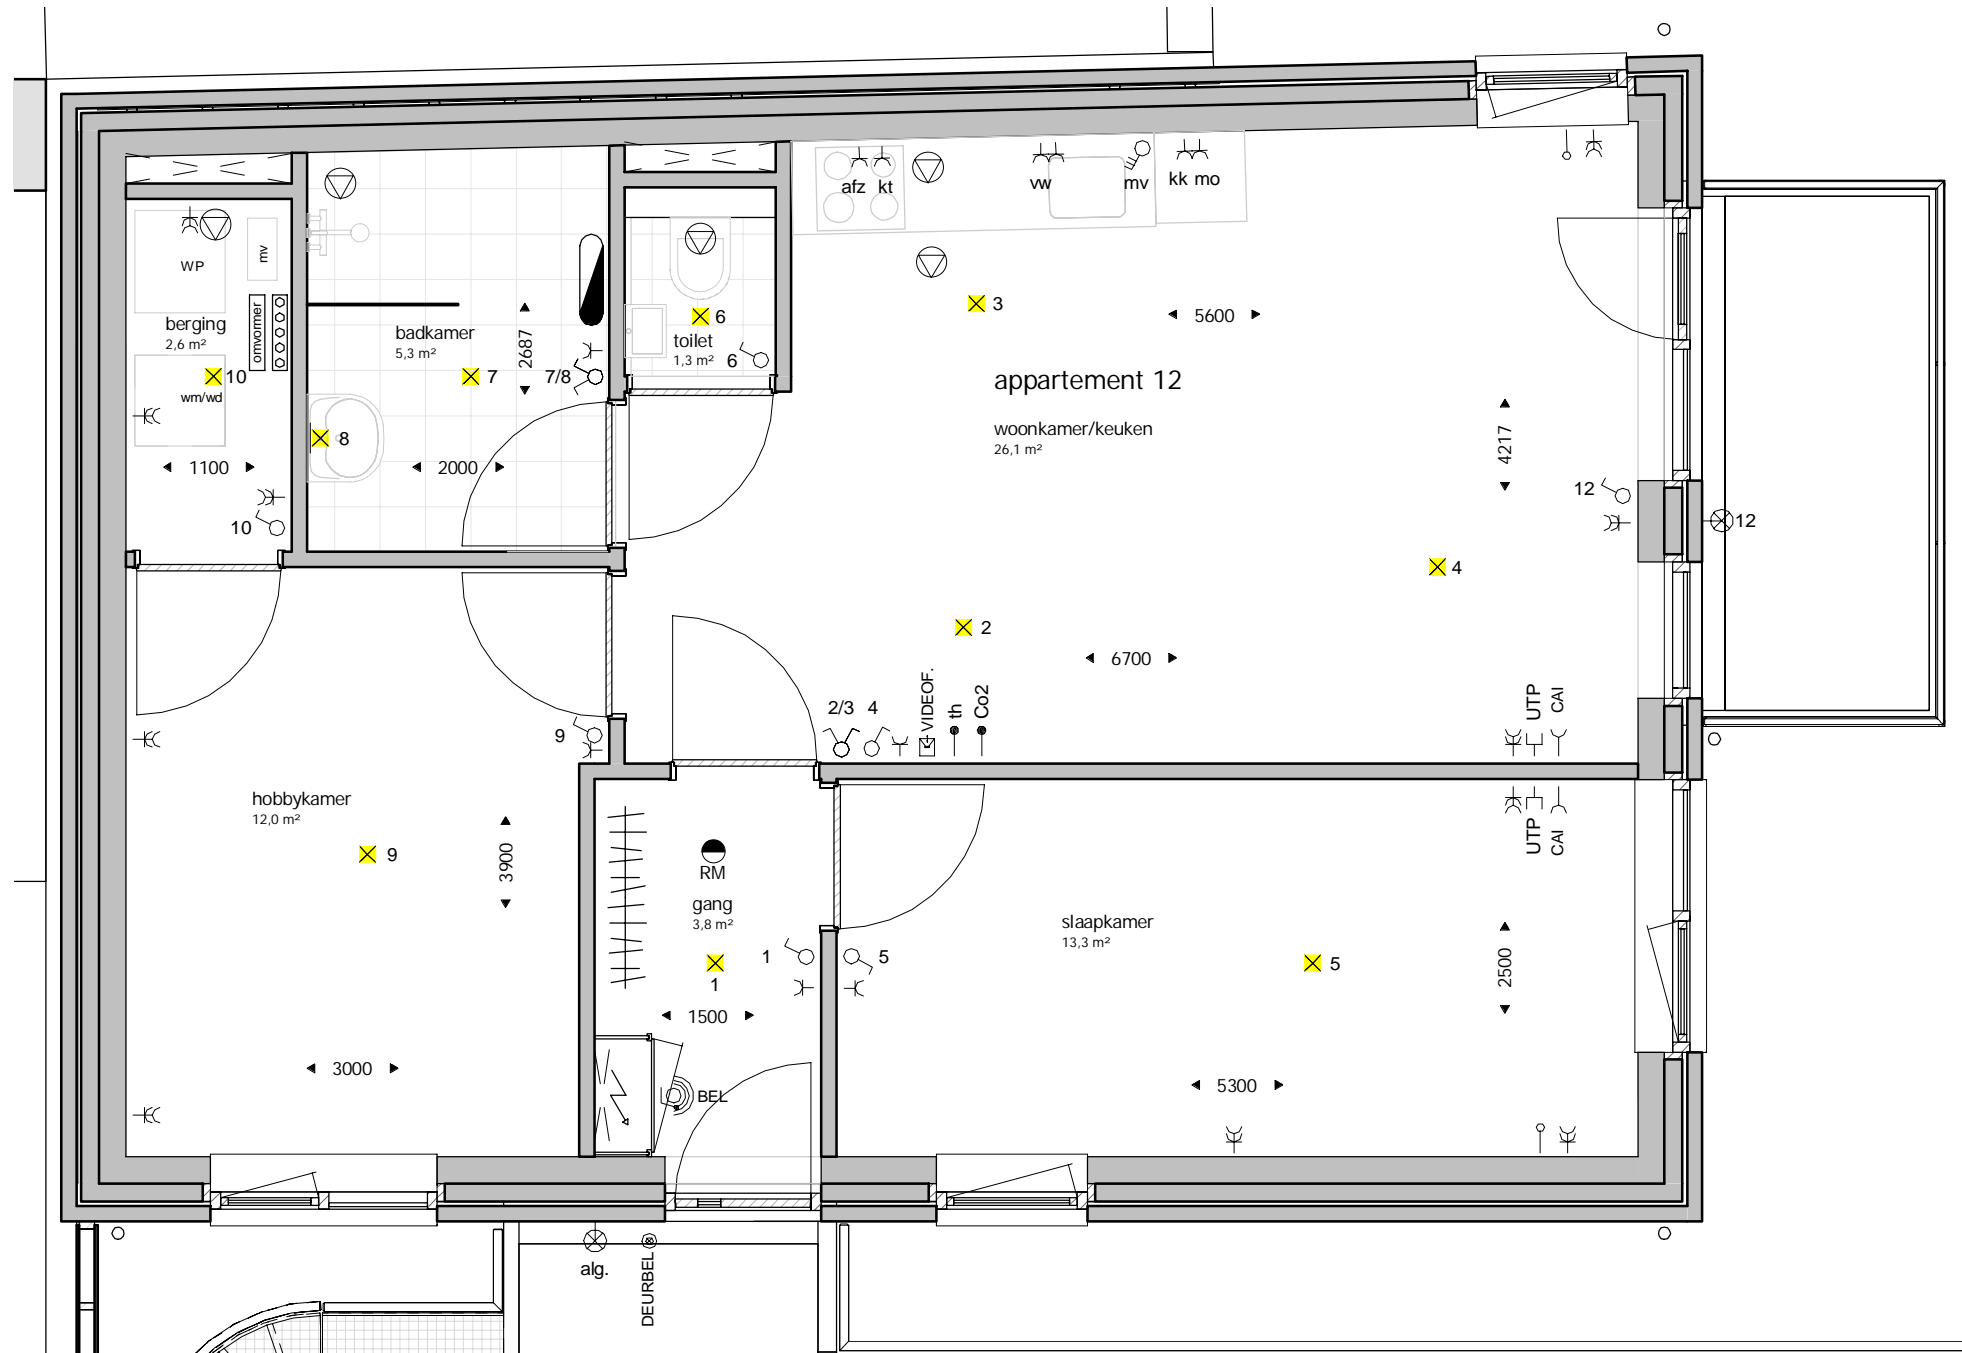 afz kt
vw
mv
kk mo
WP
mv
omvormer
berging
2,6 m²
10
wm/wd
1100
10
badkamer
5,3 m²
7
2687
7/8
8
2000
6
toilet
1,3 m²
6
3
5600
appartement 12
woonkamer/keuken
26,1 m²
4217
12
12
4
2
6700
2/3
4
VIDEOF.
th
Co2
UTP
CAI
9
hobbykamer
12,0 m²
9
3900
3000
RM
gang
3,8 m²
1
1
1500
BEL
5
slaapkamer
13,3 m²
5
2500
5300
UTP
CAI
alg.
DEURBEL